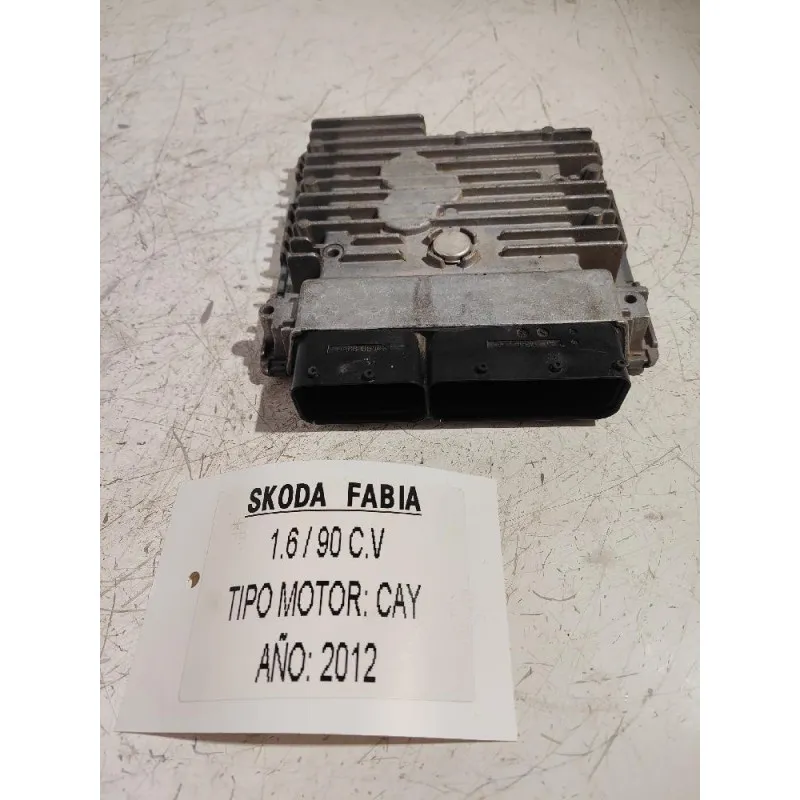 SKODA FABIA
1.6 / 90 C.V
TIPO MOTOR: CAY
AÑO: 2012